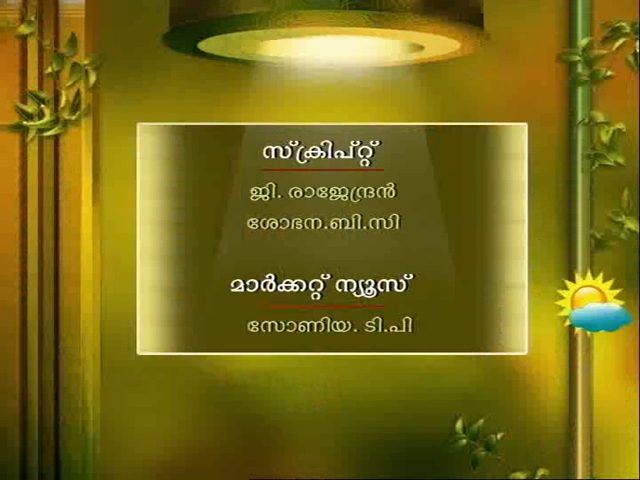 സ്ക്രിപ്റ്റ്
ജി. രാജേന്ദ്രൻ
ശോഭന.ബി.സി
മാർക്കറ്റ് ന്യൂസ്
സോണിയ. ടി.പി